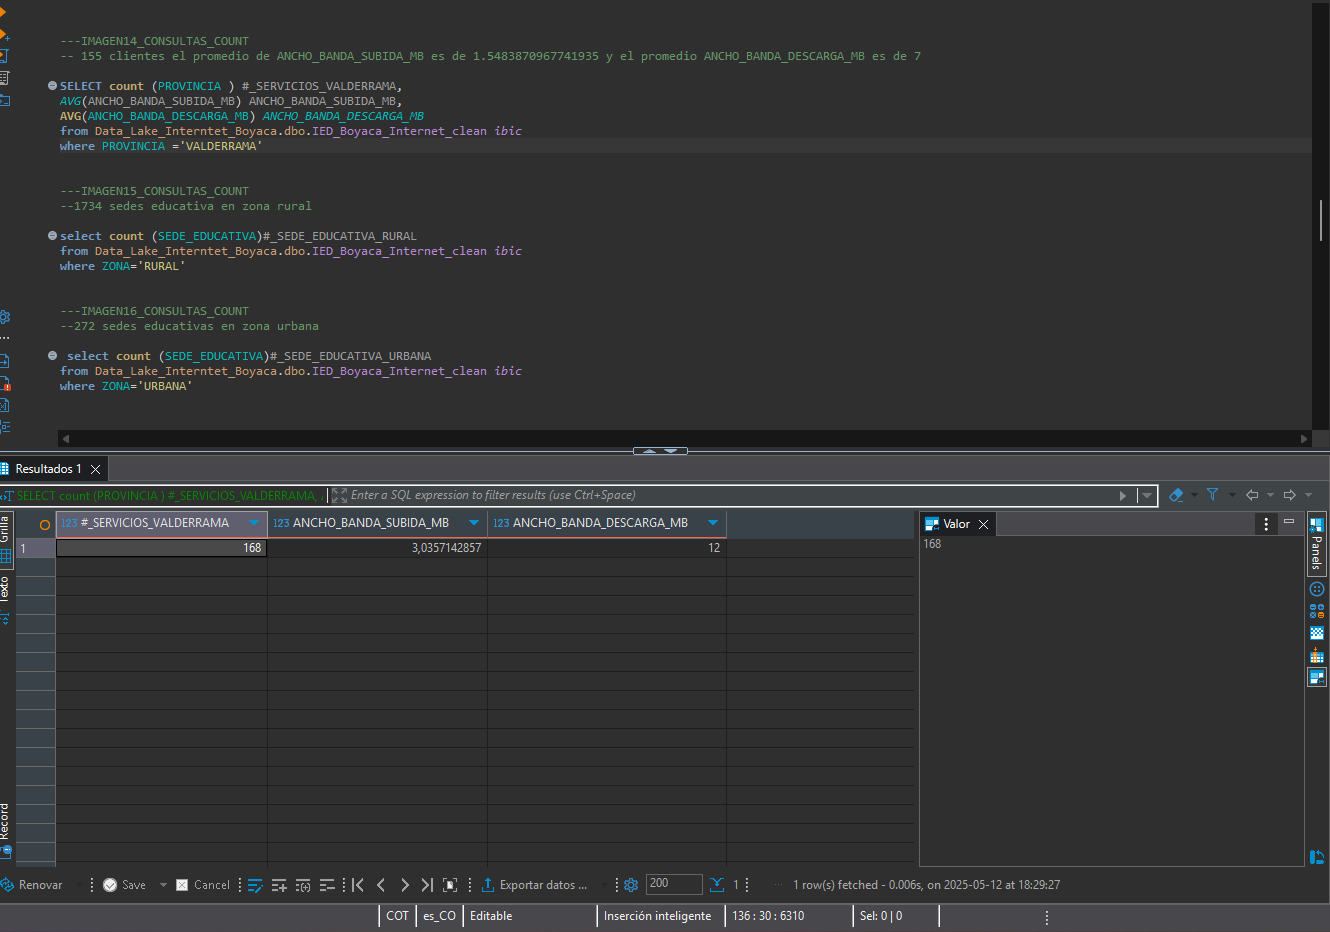 ---IMAGEN14_CONSULTAS_COUNT
-- 155 clientes el promedio de ANCHO_BANDA_SUBIDA_MB es de 1.5483870967741935 y el promedio ANCHO_BANDA_DESCARGA_MB es de 7
SELECT count (PROVINCIA ) #_SERVICIOS_VALDERRAMA,
AVG(ANCHO_BANDA_SUBIDA_MB) ANCHO_BANDA_SUBIDA_MB,
AVG(ANCHO_BANDA_DESCARGA_MB) ANCHO_BANDA_DESCARGA_MB
from Data_Lake_Interntet_Boyaca.dbo.IED_Boyaca_Internet_clean ibic
where PROVINCIA ='VALDERRAMA'
---IMAGEN15_CONSULTAS_COUNT
--1734 sedes educativa en zona rural
select count (SEDE_EDUCATIVA)#_SEDE_EDUCATIVA_RURAL
from Data_Lake_Interntet_Boyaca.dbo.IED_Boyaca_Internet_clean ibic
where ZONA='RURAL'
---IMAGEN16_CONSULTAS_COUNT
--272 sedes educativas en zona urbana
select count (SEDE_EDUCATIVA)#_SEDE_EDUCATIVA_URBANA
from Data_Lake_Interntet_Boyaca.dbo.IED_Boyaca_Internet_clean ibic
where ZONA='URBANA'
Resultados 1
SELECT count (PROVINCIA ) #_SERVICIOS_VALDERRAMA, Enter a SQL expression to filter results (use Ctrl+Space)
Grilla
Texto
Record
123 #_SERVICIOS_VALDERRAMA 123 ANCHO_BANDA_SUBIDA_MB 123 ANCHO_BANDA_DESCARGA_MB
1 168 3,0357142857 12
Valor
168
Panels
Renovar Save Cancel Exportar datos ... 200 1 1 row(s) fetched - 0.006s, on 2025-05-12 at 18:29:27
COT es_CO Editable Inserción inteligente 136 : 30 : 6310 Sel: 0 | 0